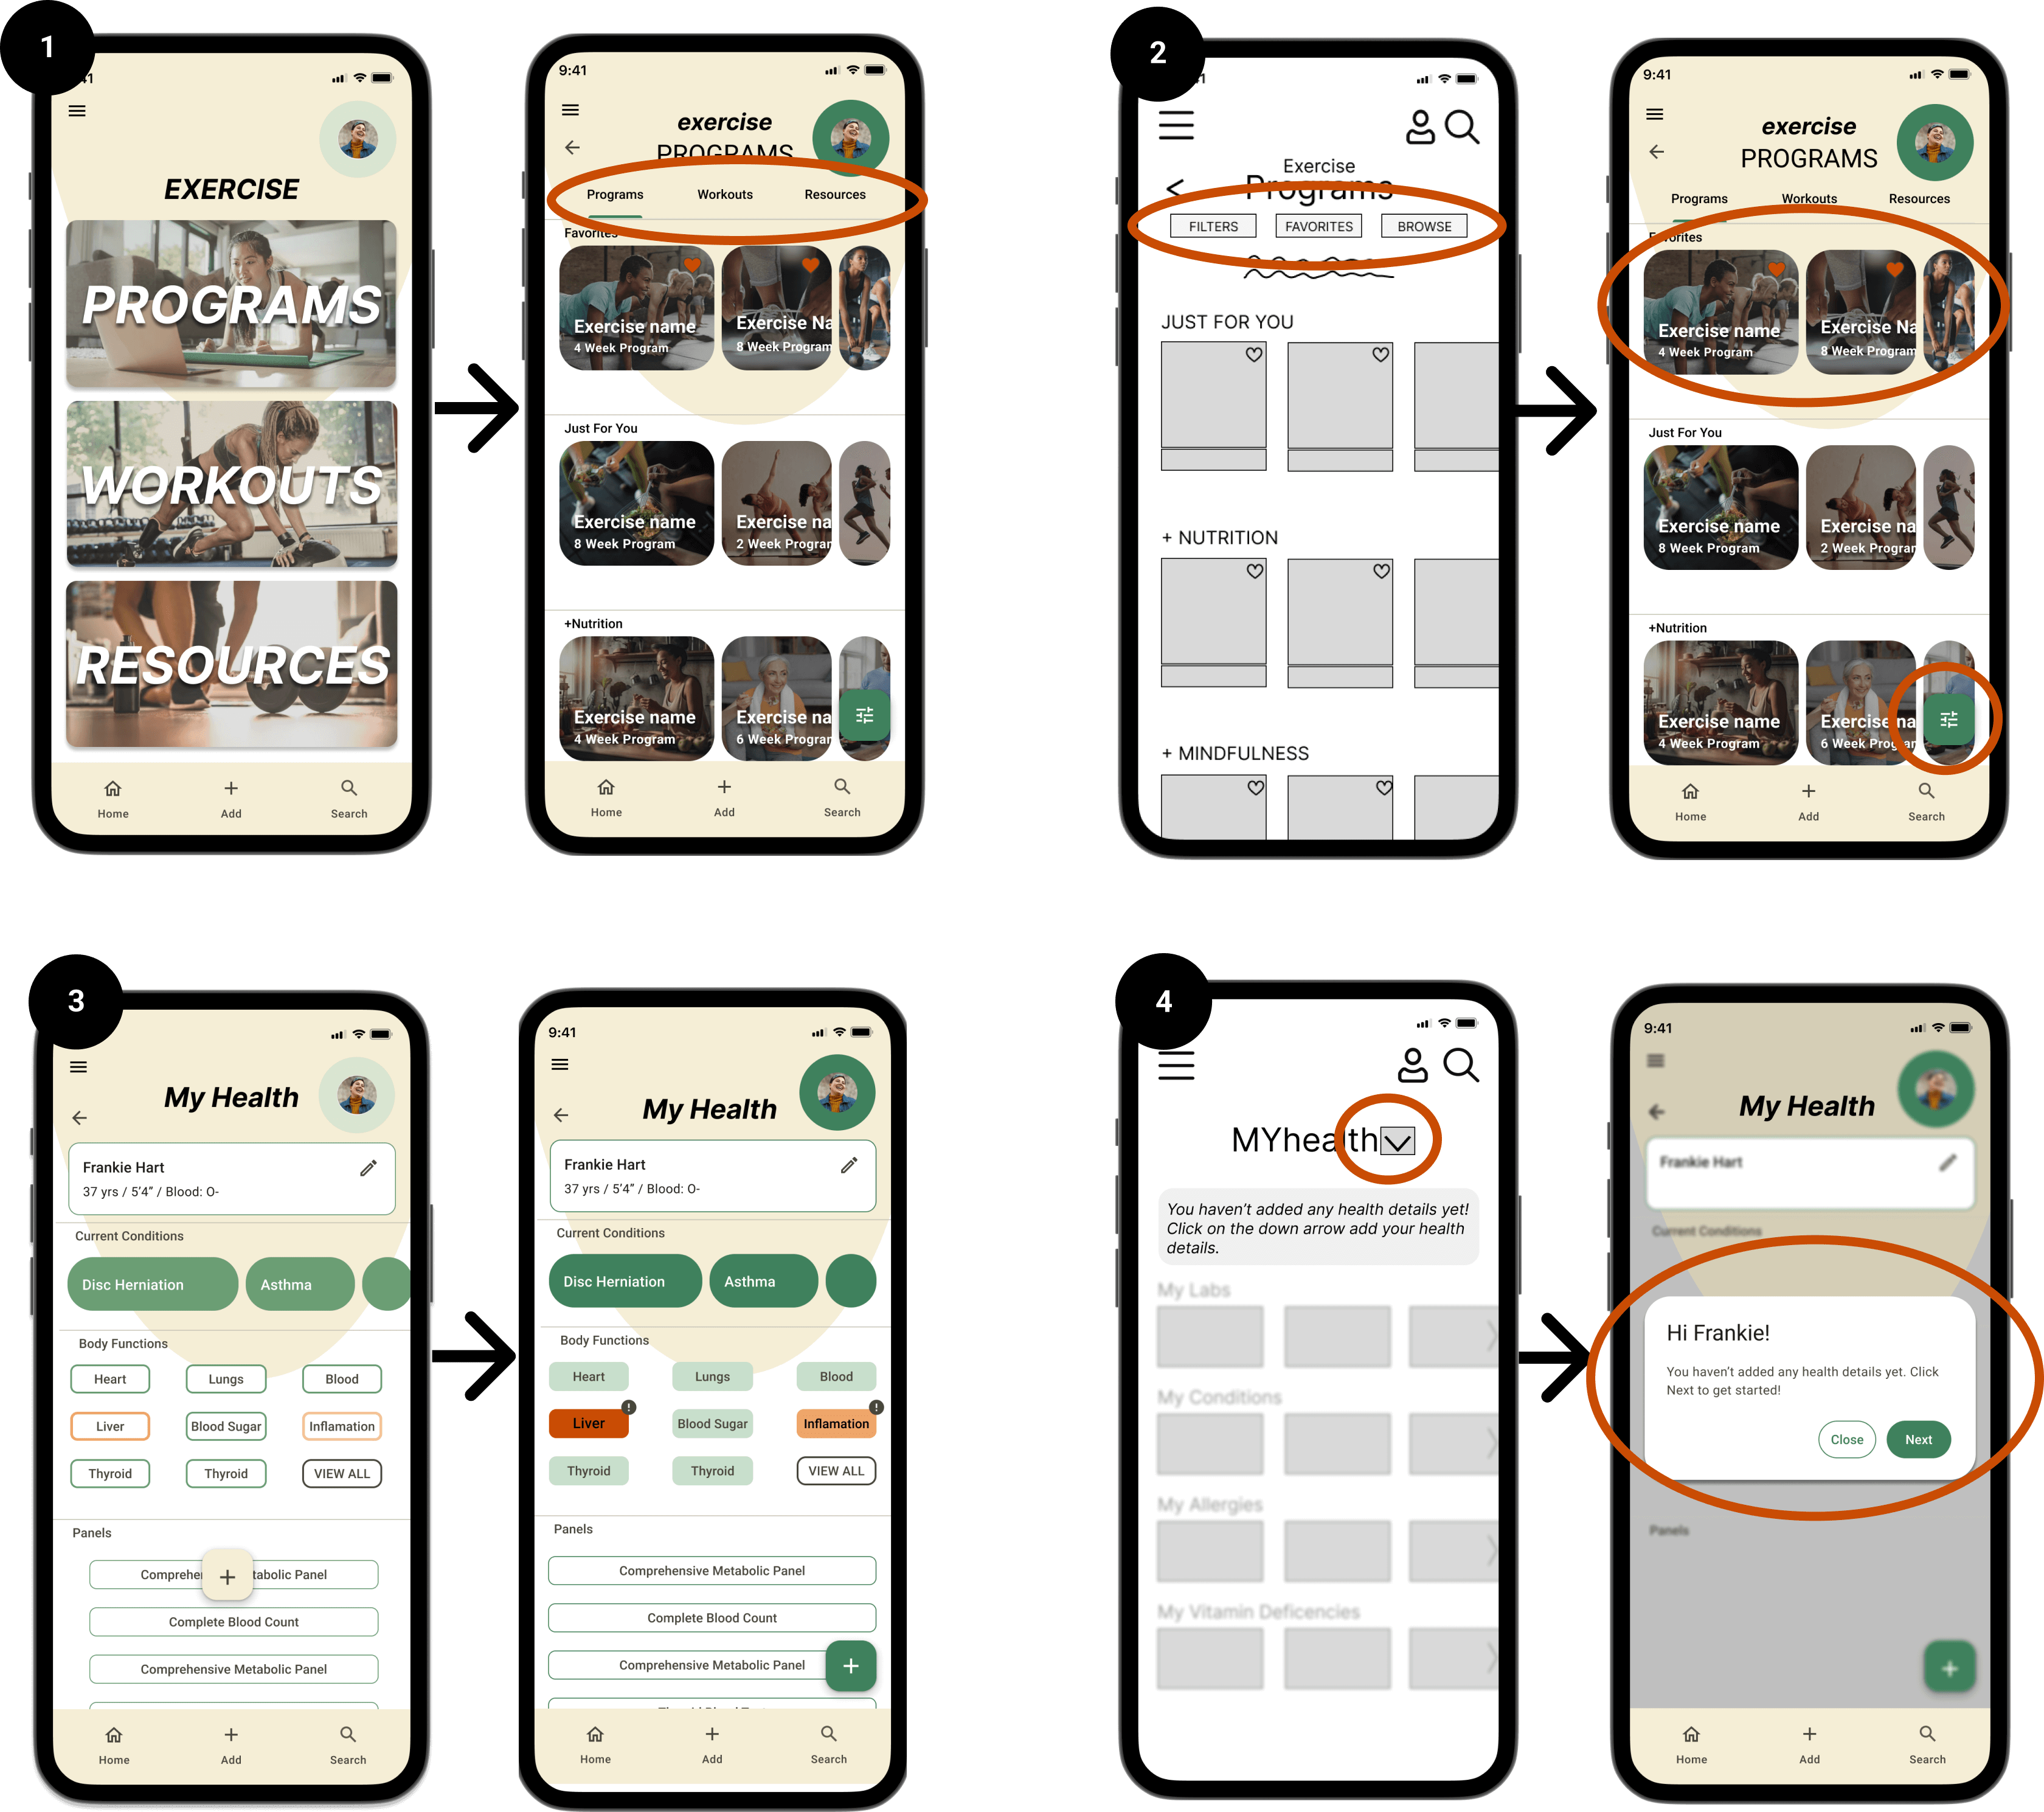 1
41
EXERCISE
PROGRAMS
WORKOUTS
RESOURCES
Home
Add
Search
9:41
exercise
PROGRAMS
Programs
Workouts
Resources
Favorites
Exercise name
4 Week Program
Exercise Na
8 Week Program
Just For You
Exercise name
8 Week Program
Exercise na
2 Week Progra
+Nutrition
Exercise name
4 Week Program
Exercise na
6 Week Progra
Home
Add
Search
2
Exercise
Programs
FILTERS
FAVORITES
BROWSE
JUST FOR YOU
+ NUTRITION
+ MINDFULNESS
9:41
exercise
PROGRAMS
Programs
Workouts
Resources
Favorites
Exercise name
4 Week Program
Exercise Na
8 Week Program
Just For You
Exercise name
8 Week Program
Exercise na
2 Week Progra
+Nutrition
Exercise name
4 Week Program
Exercise na
6 Week Progra
Home
Add
Search
3
My Health
Frankie Hart
37 yrs / 5'4" / Blood: O-
Current Conditions
Disc Herniation
Asthma
Body Functions
Heart
Lungs
Blood
Liver
Blood Sugar
Inflamation
Thyroid
Thyroid
VIEW ALL
Panels
Comprehe + tabolic Panel
Complete Blood Count
Comprehensive Metabolic Panel
Home
Add
Search
9:41
My Health
Frankie Hart
37 yrs / 5'4" / Blood: O-
Current Conditions
Disc Herniation
Asthma
Body Functions
Heart
Lungs
Blood
Liver
Blood Sugar
Inflamation
Thyroid
Thyroid
VIEW ALL
Panels
Comprehensive Metabolic Panel
Complete Blood Count
Comprehensive Metabolic Panel
Home
Add
Search
4
MYhealth
You haven't added any health details yet!
Click on the down arrow add your health
details.
My Labs
My Conditions
My Allergies
My Vitamin Deficencies
9:41
My Health
Frankie Hart
Current Conditions
Hi Frankie!
You haven't added any health details yet. Click
Next to get started!
Close
Next
Panels
Home
Add
Search